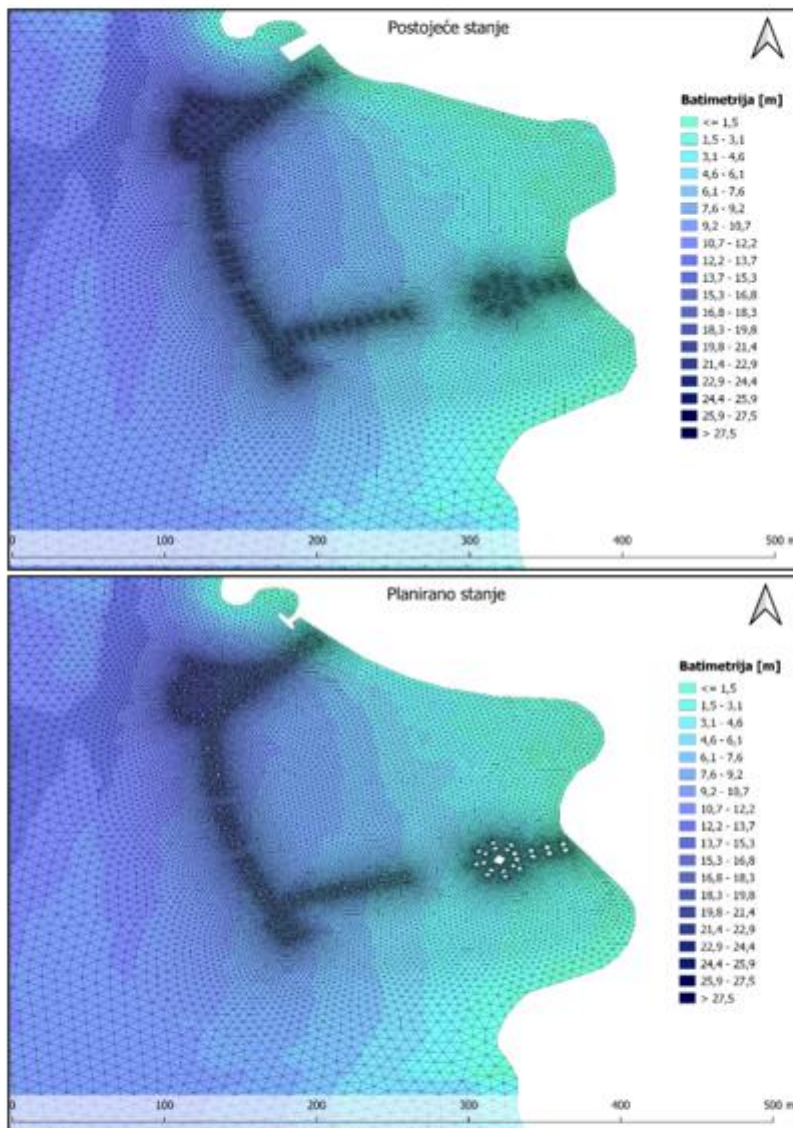 Postojeće stanje
Batimetrija [m]
<= 1,5
1,5 - 3,1
3,1 - 4,6
4,6 - 6,1
6,1 - 7,6
7,6 - 9,2
9,2 - 10,7
10,7 - 12,2
12,2 - 13,7
13,7 - 15,3
15,3 - 16,8
16,8 - 18,3
18,3 - 19,8
19,8 - 21,4
21,4 - 22,9
22,9 - 24,4
24,4 - 25,9
25,9 - 27,5
> 27,5
0 100 200 300 400 500 m
Planirano stanje
Batimetrija [m]
<= 1,5
1,5 - 3,1
3,1 - 4,6
4,6 - 6,1
6,1 - 7,6
7,6 - 9,2
9,2 - 10,7
10,7 - 12,2
12,2 - 13,7
13,7 - 15,3
15,3 - 16,8
16,8 - 18,3
18,3 - 19,8
19,8 - 21,4
21,4 - 22,9
22,9 - 24,4
24,4 - 25,9
25,9 - 27,5
> 27,5
0 100 200 300 400 500 m